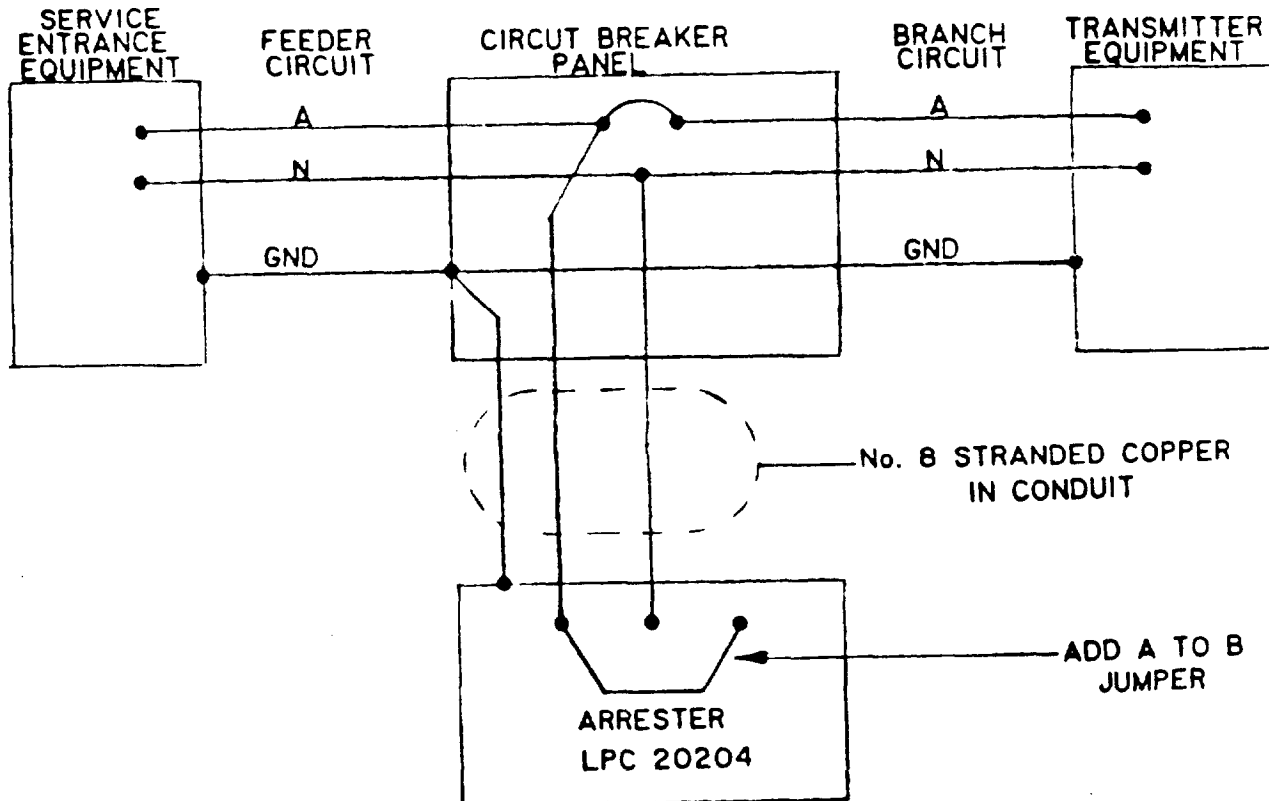 SERVICE
ENTRANCE
EQUIPMENT
FEEDER
CIRCUIT
CIRCUT BREAKER
PANEL
BRANCH
CIRCUIT
TRANSMITTER
EQUIPMENT
A
A
N
N
GND
GND
No. 8 STRANDED COPPER
IN CONDUIT
ADD A TO B
JUMPER
ARRESTER
LPC 20204